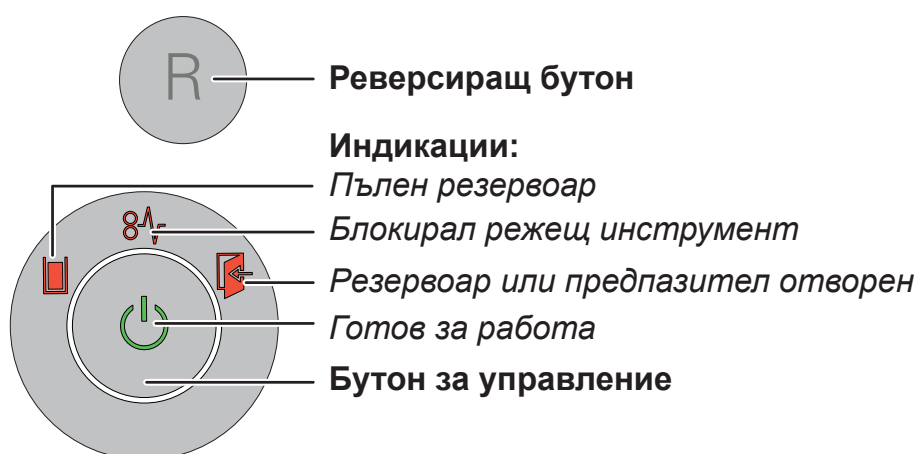 R
Реверсиращ бутон
Индикации:
Пълен резервоар
Блокирал режещ инструмент
Резервоар или предпазител отворен
Готов за работа
Бутон за управление